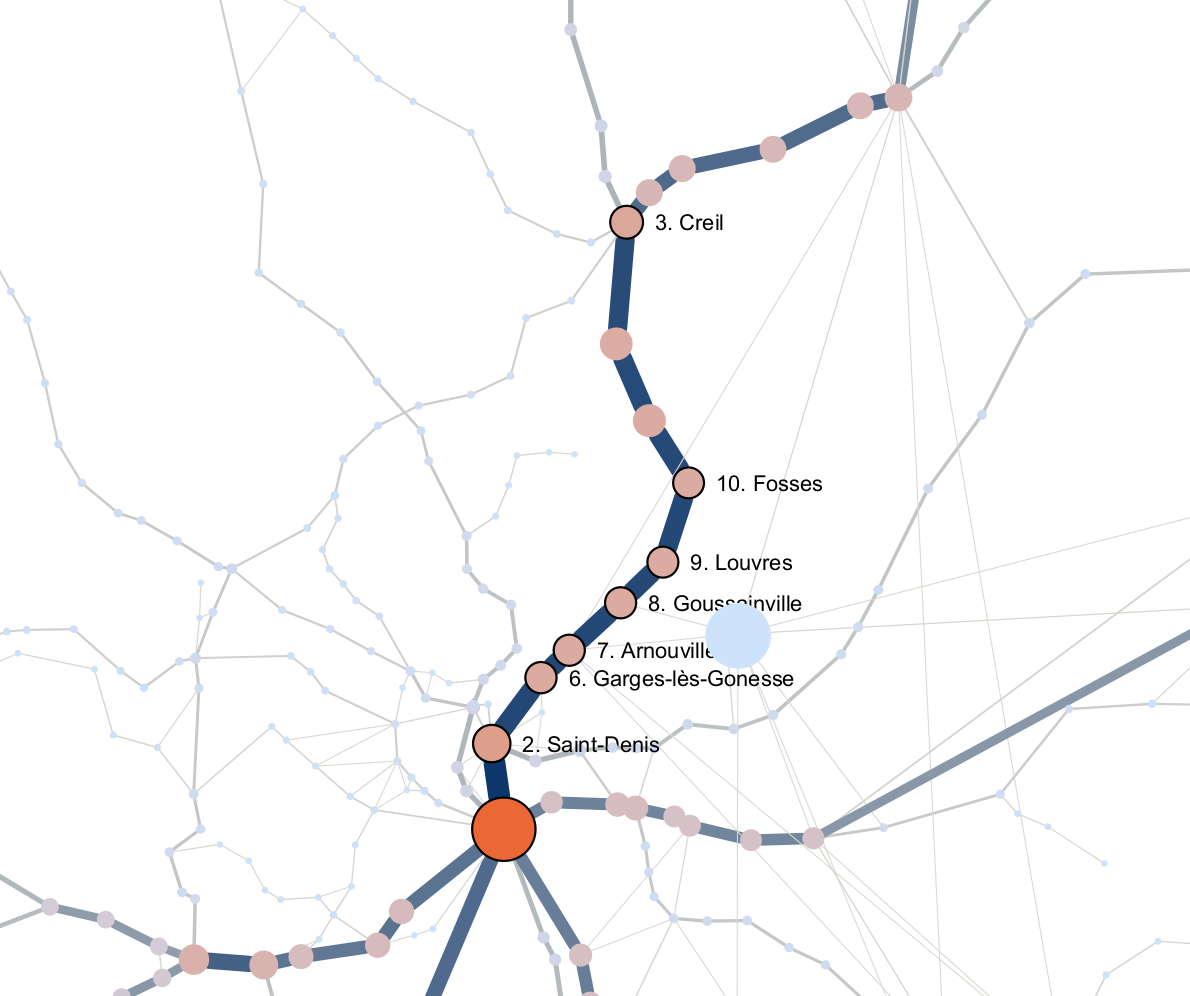 3. Creil
10. Fosses
9. Louvres
8. Goussainville
7. Arnouville
6. Garges-lès-Gonesse
2. Saint-Denis